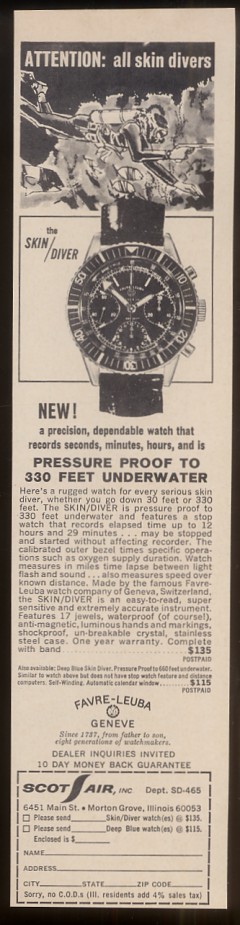 ATTENTION: all skin divers
the
SKIN/
DIVER
NEW!
a precision, dependable watch that
records seconds, minutes, hours, and is
PRESSURE PROOF TO
330 FEET UNDERWATER
Here's a rugged watch for every serious skin
diver, whether you go down 30 feet or 330
feet. The SKIN/DIVER is pressure proof to
330 feet underwater and features a stop
watch that records elapsed time up to 12
hours and 29 minutes . . . may be stopped
and started without affecting recorder. The
calibrated outer bezel times specific opera-
tions such as oxygen supply duration. Watch
measures in miles time lapse between light
flash and sound . . . also measures speed over
known distance. Made by the famous Favre-
Leuba watch company of Geneva, Switzerland,
the SKIN/DIVER is an easy-to-read, super
sensitive and extremely accurate instrument.
Features 17 jewels, waterproof (of course!),
anti-magnetic, luminous hands and markings,
shockproof, un-breakable crystal, stainless
steel case. One year warranty. Complete
with band ........................ $135
POSTPAID
Also available: Deep Blue Skin Diver. Pressure Proof to 660 feet underwater.
Similar to watch above but does not have stop watch feature and distance
computers. Self-Winding. Automatic calendar window ........ $115
POSTPAID
FAVRE-LEUBA
GENEVE
Since 1737, from father to son,
eight generations of watchmakers.
DEALER INQUIRIES INVITED
10 DAY MONEY BACK GUARANTEE
SCOT AIR, INC Dept. SD-465
6451 Main St. • Morton Grove, Illinois 60053
Please send ______ Skin/Diver watch(es) @ $135.
Please send ______ Deep Blue watch(es) @ $115.
Enclosed is $______
NAME
ADDRESS
CITY STATE ZIP CODE
Sorry, no C.O.D.s (Ill. residents add 4% sales tax)